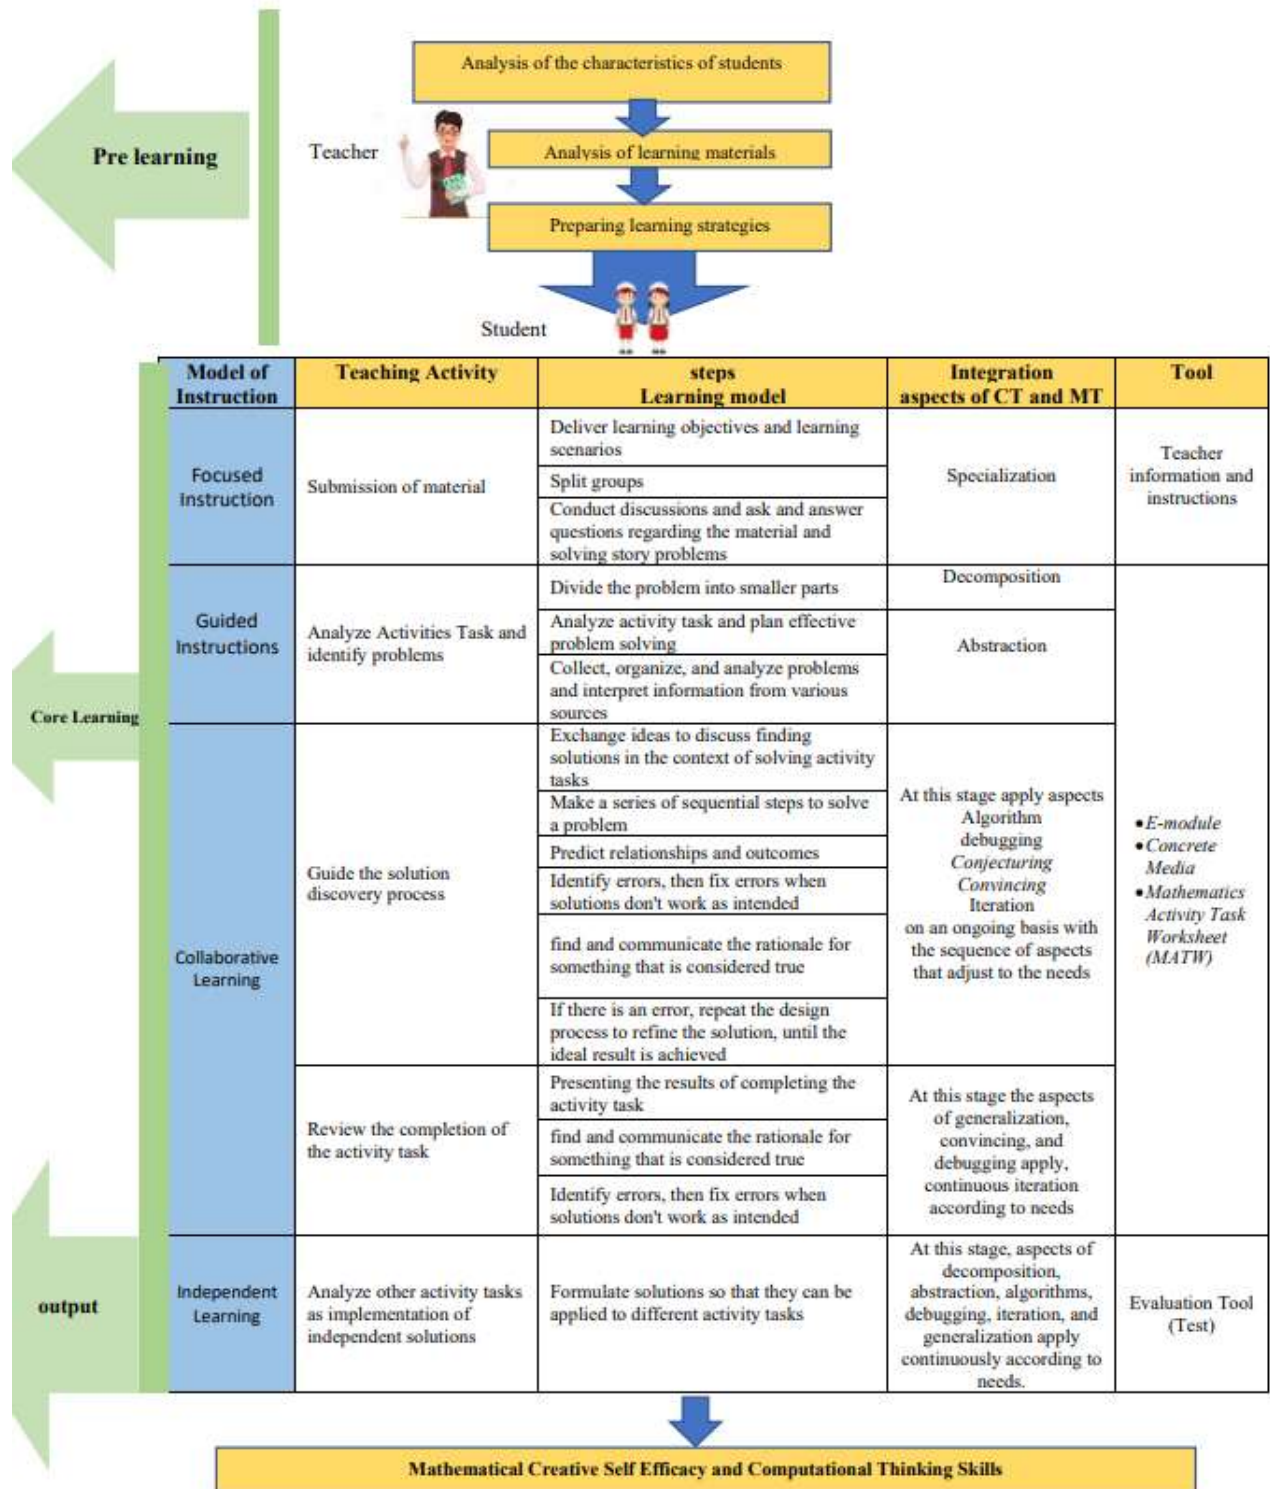 Analysis of the characteristics of students
Pre learning
Teacher
Analysis of learning materials
Preparing learning strategies
Student
Model of
Instruction
Teaching Activity
steps
Learning model
Integration
aspects of CT and MT
Tool
Focused
Instruction
Submission of material
Deliver learning objectives and learning
scenarios
Split groups
Conduct discussions and ask and answer
questions regarding the material and
solving story problems
Specialization
Teacher
information and
instructions
Core Learning
Guided
Instructions
Analyze Activities Task and
identify problems
Divide the problem into smaller parts
Decomposition
Analyze activity task and plan effective
problem solving
Collect, organize, and analyze problems
and interpret information from various
sources
Abstraction
Collaborative
Learning
Guide the solution
discovery process
Exchange ideas to discuss finding
solutions in the context of solving activity
tasks
Make a series of sequential steps to solve
a problem
Predict relationships and outcomes
Identify errors, then fix errors when
solutions don't work as intended
find and communicate the rationale for
something that is considered true
If there is an error, repeat the design
process to refine the solution, until the
ideal result is achieved
At this stage apply aspects
Algorithm
debugging
Conjecturing
Convincing
Iteration
on an ongoing basis with
the sequence of aspects
that adjust to the needs
• E-module
• Concrete
Media
• Mathematics
Activity Task
Worksheet
(MATW)
Review the completion of
the activity task
Presenting the results of completing the
activity task
find and communicate the rationale for
something that is considered true
Identify errors, then fix errors when
solutions don't work as intended
At this stage the aspects
of generalization,
convincing, and
debugging apply,
continuous iteration
according to needs
output
Independent
Learning
Analyze other activity tasks
as implementation of
independent solutions
Formulate solutions so that they can be
applied to different activity tasks
At this stage, aspects of
decomposition,
abstraction, algorithms,
debugging, iteration, and
generalization apply
continuously according to
needs.
Evaluation Tool
(Test)
Mathematical Creative Self Efficacy and Computational Thinking Skills